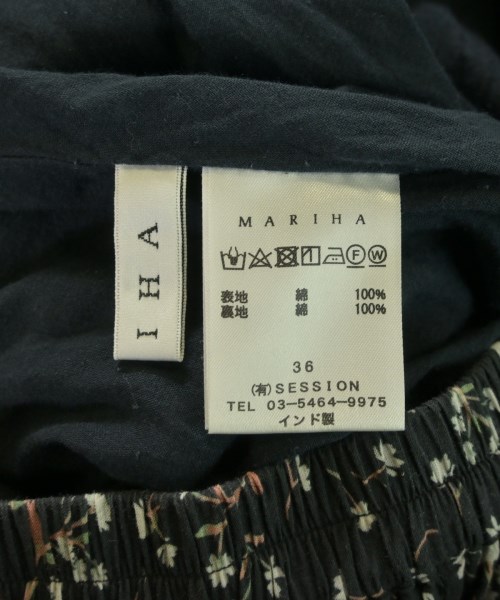 IHA
MARIHA
表地 綿 100%
裏地 綿 100%
36
(有)SESSION
TEL 03-5464-9975
インド製